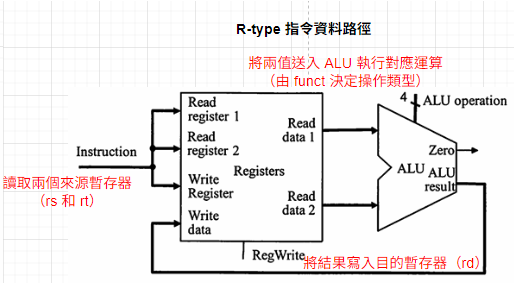 R-type 指令資料路徑
將兩值送入 ALU 執行對應運算
（由 funct 決定操作類型）
4
ALU operation
Read
register 1
Read
register 2
Write
Register
Write
data
Registers
Read
data 1
Read
data 2
Instruction
讀取兩個來源暫存器
（rs 和 rt）
Zero
ALU
ALU
result
RegWrite
將結果寫入目的暫存器（rd）